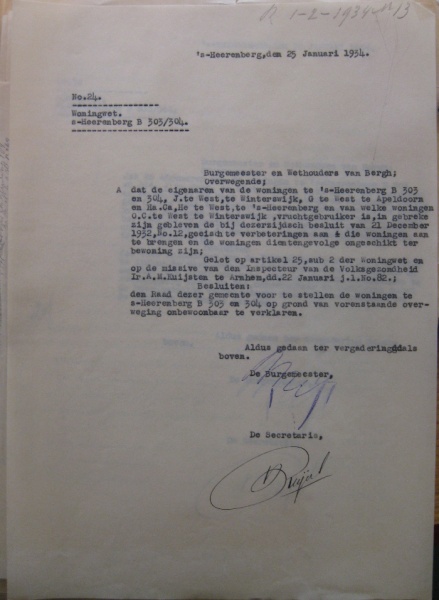 R 1-2-1934 no 13
's-Heerenberg,den 25 Januari 1934.
No.24.
Woningwet.
s-Heerenberg B 303/304.
Burgemeester en Wethouders van Bergh;
Overwegende;
A dat de eigenaren van de woningen te 's-Heerenberg B 303
en 304, J.te West,te Winterswijk, G te West te Apeldoorn
en Ma.Ca,He te West,te 's-Heerenberg en van welke woningen
G.C.te West te Winterswijk ,vruchtgebruiker is,in gebreke
zijn gebleven de bij dezerzijdsch besluit van 21 December
1932,No.12,geeischte verbeteringen aan de die woningen aan
te brengen en de woningen dientengevolge ongeschikt ter
bewoning zijn;
Gelet op artikel 25,sub 2 der Woningwet en
op de missive van den Inspecteur van de Volksgezondheid
Ir.A.M.Kuijsten te Arnhem,dd.22 Januari j.l.No.82.;
Besluiten:
den Raad dezer gemeente voor te stellen de woningen te
s-Heerenberg B 303 en 304 op grond van vorenstaande over-
weging onbewoonbaar te verklaren.
Aldus gedaan ter vergaderingdals
boven.
De Burgemeester,
De Secretaris,